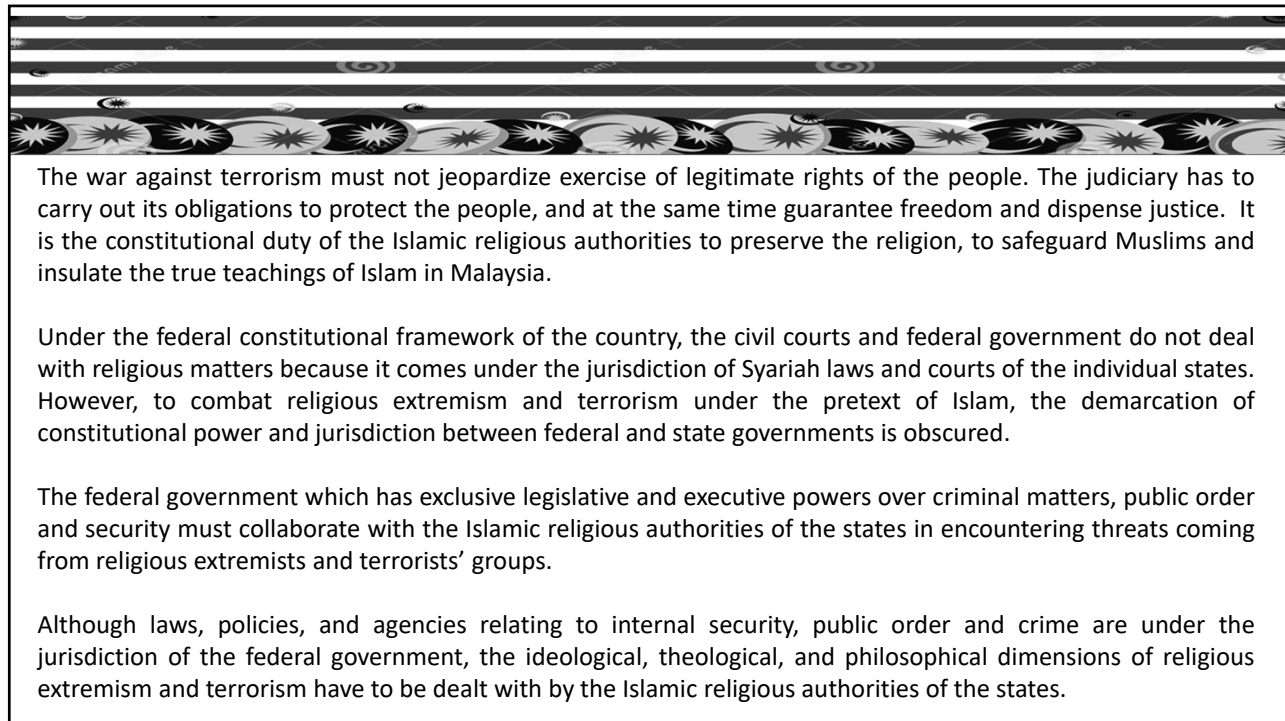 The war against terrorism must not jeopardize exercise of legitimate rights of the people. The judiciary has to
carry out its obligations to protect the people, and at the same time guarantee freedom and dispense justice.  It
is the constitutional duty of the Islamic religious authorities to preserve the religion, to safeguard Muslims and
insulate the true teachings of Islam in Malaysia.
Under the federal constitutional framework of the country, the civil courts and federal government do not deal
with religious matters because it comes under the jurisdiction of Syariah laws and courts of the individual states.
However, to combat religious extremism and terrorism under the pretext of Islam, the demarcation of
constitutional power and jurisdiction between federal and state governments is obscured.
The federal government which has exclusive legislative and executive powers over criminal matters, public order
and security must collaborate with the Islamic religious authorities of the states in encountering threats coming
from religious extremists and terrorists’ groups.
Although laws, policies, and agencies relating to internal security, public order and crime are under the
jurisdiction of the federal government, the ideological, theological, and philosophical dimensions of religious
extremism and terrorism have to be dealt with by the Islamic religious authorities of the states.